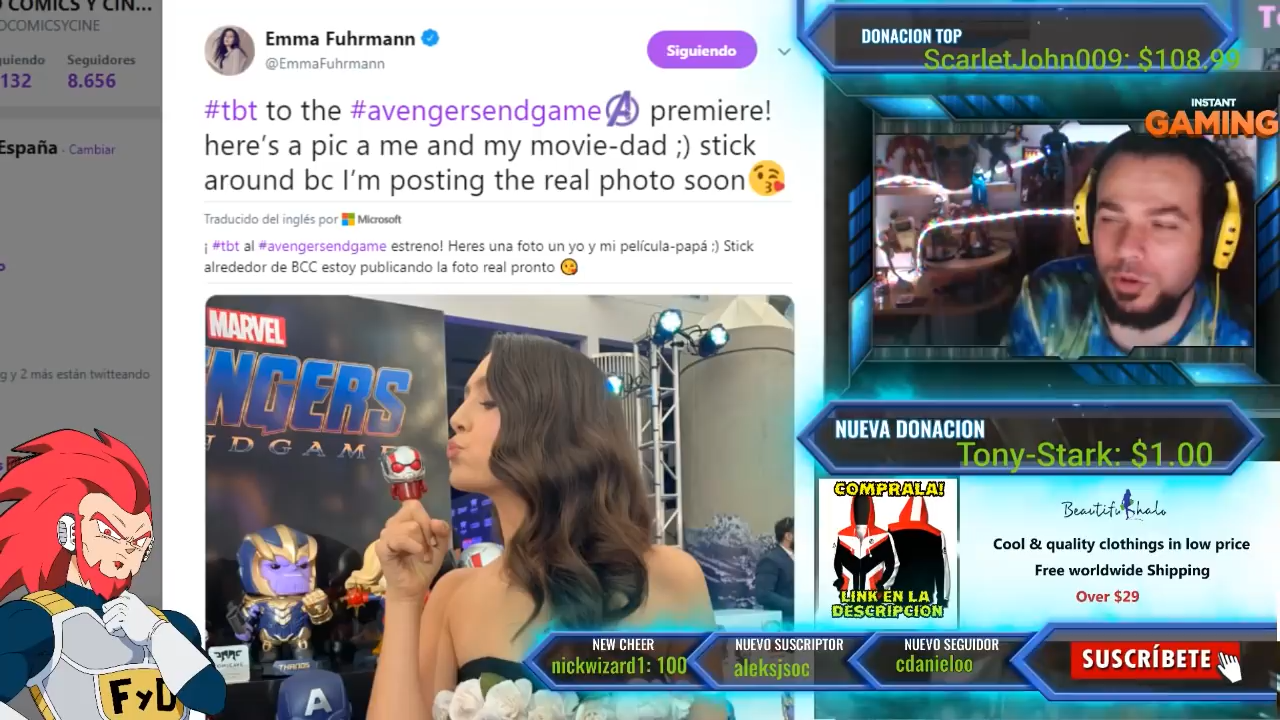 O COMICS Y CIN...
OCOMICSYCINE
guiendo
Seguidores
132
8.656
España · Cambiar
g y 2 más están twitteando
Emma Fuhrmann
@EmmaFuhrmann
Siguiendo
#tbt to the #avengersendgame premiere!
here's a pic a me and my movie-dad ;) stick
around bc I'm posting the real photo soon😘
Traducido del inglés por Microsoft
¡ #tbt al #avengersendgame estreno! Heres una foto un yo y mi película-papá ;) Stick
alrededor de BCC estoy publicando la foto real pronto 😘
MARVEL
NGERS
NDGAME
THANOS
A
FyD
DONACION TOP
ScarletJohn009: $108.99
INSTANT
GAMING
NUEVA DONACION
Tony-Stark: $1.00
COMPRALA!
LINK EN LA
DESCRIPCION
Beautifulhalo
Cool & quality clothings in low price
Free worldwide Shipping
Over $29
NEW CHEER
nickwizard1: 100
NUEVO SUSCRIPTOR
aleksjsoc
NUEVO SEGUIDOR
cdanieloo
SUSCRÍBETE